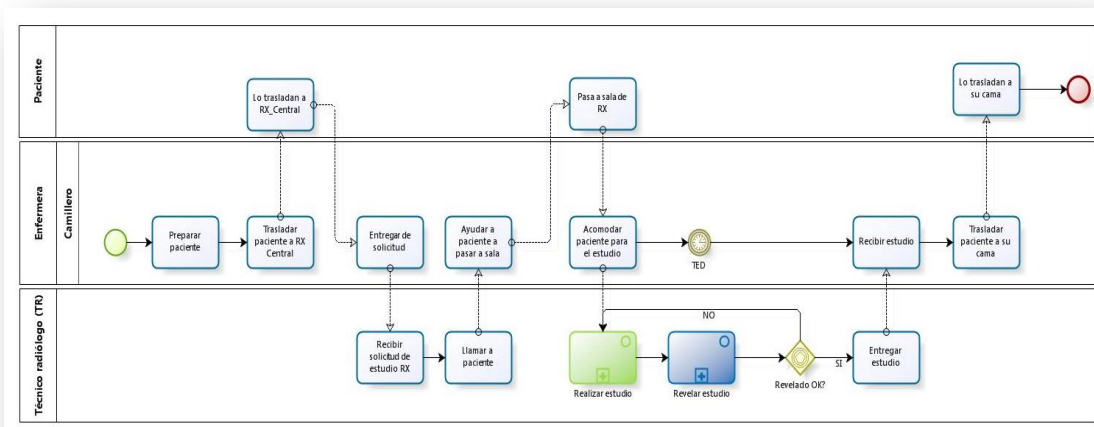 Paciente
Lo trasladan a
RX_Central
Pasa a sala de
RX
Lo trasladan a
su cama
Enfermera
Camillero
Preparar
paciente
Trasladar
paciente a RX
Central
Entregar de
solicitud
Ayudar a
paciente a
pasar a sala
Acomodar
paciente para
el estudio
TED
Recibir estudio
Trasladar
paciente a su
cama
Técnico radiólogo (TR)
Recibir
solicitud de
estudio RX
Llamar a
paciente
NO
Realizar estudio
Revelar estudio
Revelado OK?
SI
Entregar
estudio